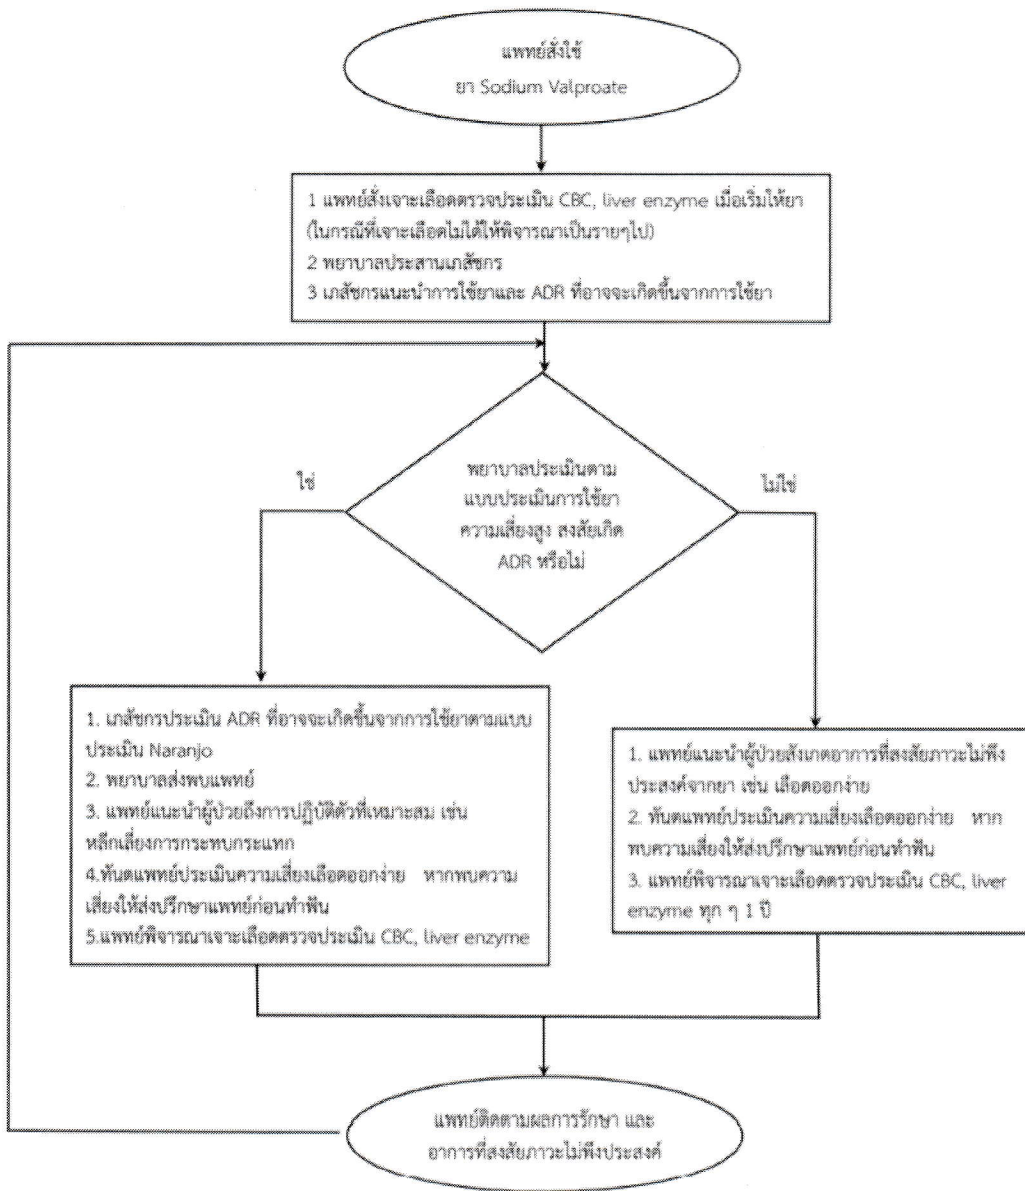 แพทย์สั่งใช้
ยา Sodium Valproate
1 แพทย์สั่งเจาะเลือดตรวจประเมิน CBC, liver enzyme เมื่อเริ่มให้ยา
(ในกรณีที่เจาะเลือดไม่ได้ให้พิจารณาเป็นรายๆไป)
2 พยาบาลประสานเภสัชกร
3 เภสัชกรแนะนำการใช้ยาและ ADR ที่อาจจะเกิดขึ้นจากการใช้ยา
พยาบาลประเมินตาม
แบบประเมินการใช้ยา
ความเสี่ยงสูง สงสัยเกิด
ADR หรือไม่
ใช่
ไม่ใช่
1. เภสัชกรประเมิน ADR ที่อาจจะเกิดขึ้นจากการใช้ยาตามแบบ
ประเมิน Naranjo
2. พยาบาลส่งพบแพทย์
3. แพทย์แนะนำผู้ป่วยถึงการปฏิบัติตัวที่เหมาะสม เช่น
หลีกเลี่ยงการกระทบกระแทก
4.ทันตแพทย์ประเมินความเสี่ยงเลือดออกง่าย หากพบความ
เสี่ยงให้ส่งปรึกษาแพทย์ก่อนทำฟัน
5.แพทย์พิจารณาเจาะเลือดตรวจประเมิน CBC, liver enzyme
1. แพทย์แนะนำผู้ป่วยสังเกตอาการที่สงสัยภาวะไม่พึง
ประสงค์จากยา เช่น เลือดออกง่าย
2. ทันตแพทย์ประเมินความเสี่ยงเลือดออกง่าย หาก
พบความเสี่ยงให้ส่งปรึกษาแพทย์ก่อนทำฟัน
3. แพทย์พิจารณาเจาะเลือดตรวจประเมิน CBC, liver
enzyme ทุก ๆ 1 ปี
แพทย์ติดตามผลการรักษา และ
อาการที่สงสัยภาวะไม่พึงประสงค์